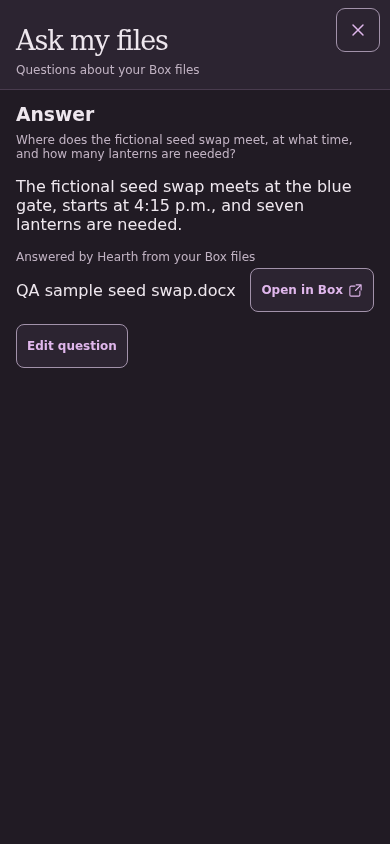 Ask my files
Questions about your Box files
Answer
Where does the fictional seed swap meet, at what time,
and how many lanterns are needed?
The fictional seed swap meets at the blue
gate, starts at 4:15 p.m., and seven
lanterns are needed.
Answered by Hearth from your Box files
QA sample seed swap.docx
Open in Box
Edit question